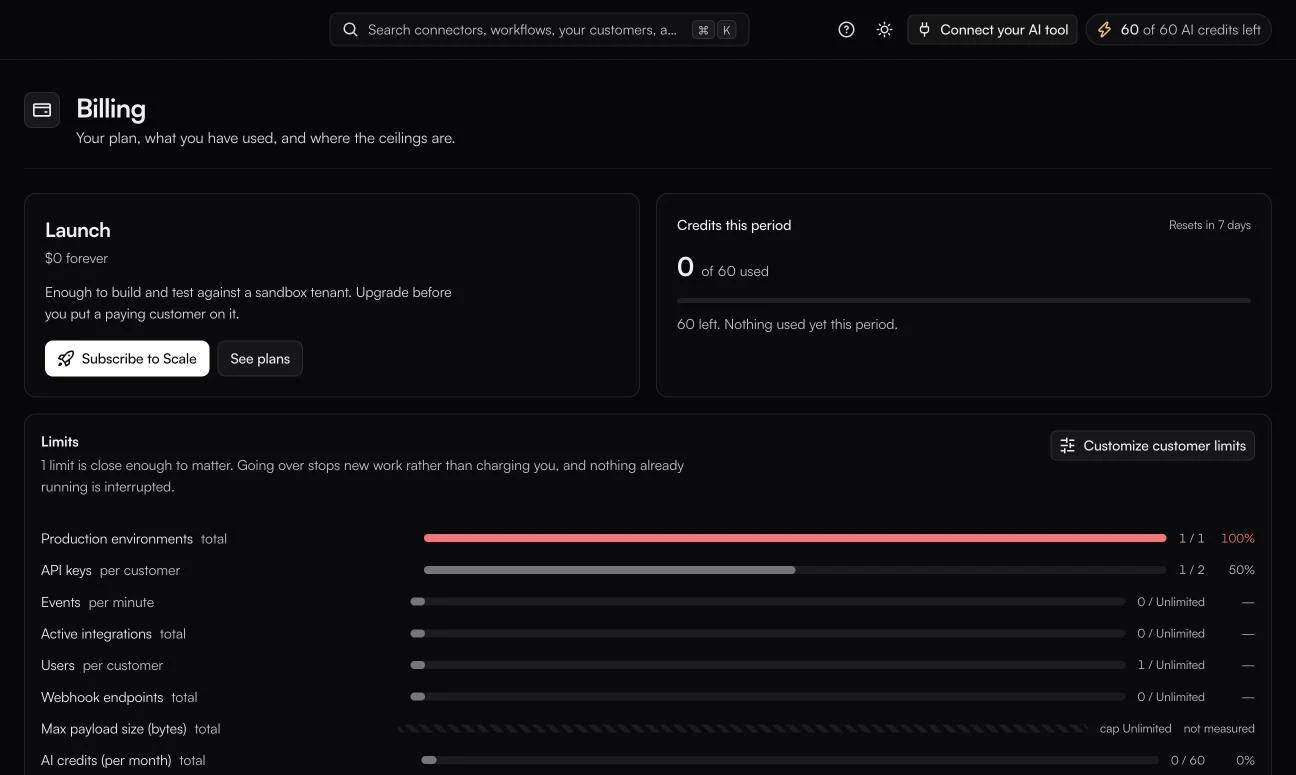 Search connectors, workflows, your customers, a... ⌘ K
Connect your AI tool
60 of 60 AI credits left
Billing
Your plan, what you have used, and where the ceilings are.
Launch
$0 forever
Enough to build and test against a sandbox tenant. Upgrade before
you put a paying customer on it.
Subscribe to Scale
See plans
Credits this period
Resets in 7 days
0 of 60 used
60 left. Nothing used yet this period.
Limits
1 limit is close enough to matter. Going over stops new work rather than charging you, and nothing already
running is interrupted.
Customize customer limits
Production environments total 1 / 1 100%
API keys per customer 1 / 2 50%
Events per minute 0 / Unlimited —
Active integrations total 0 / Unlimited —
Users per customer 1 / Unlimited —
Webhook endpoints total 0 / Unlimited —
Max payload size (bytes) total cap Unlimited not measured
AI credits (per month) total 0 / 60 0%